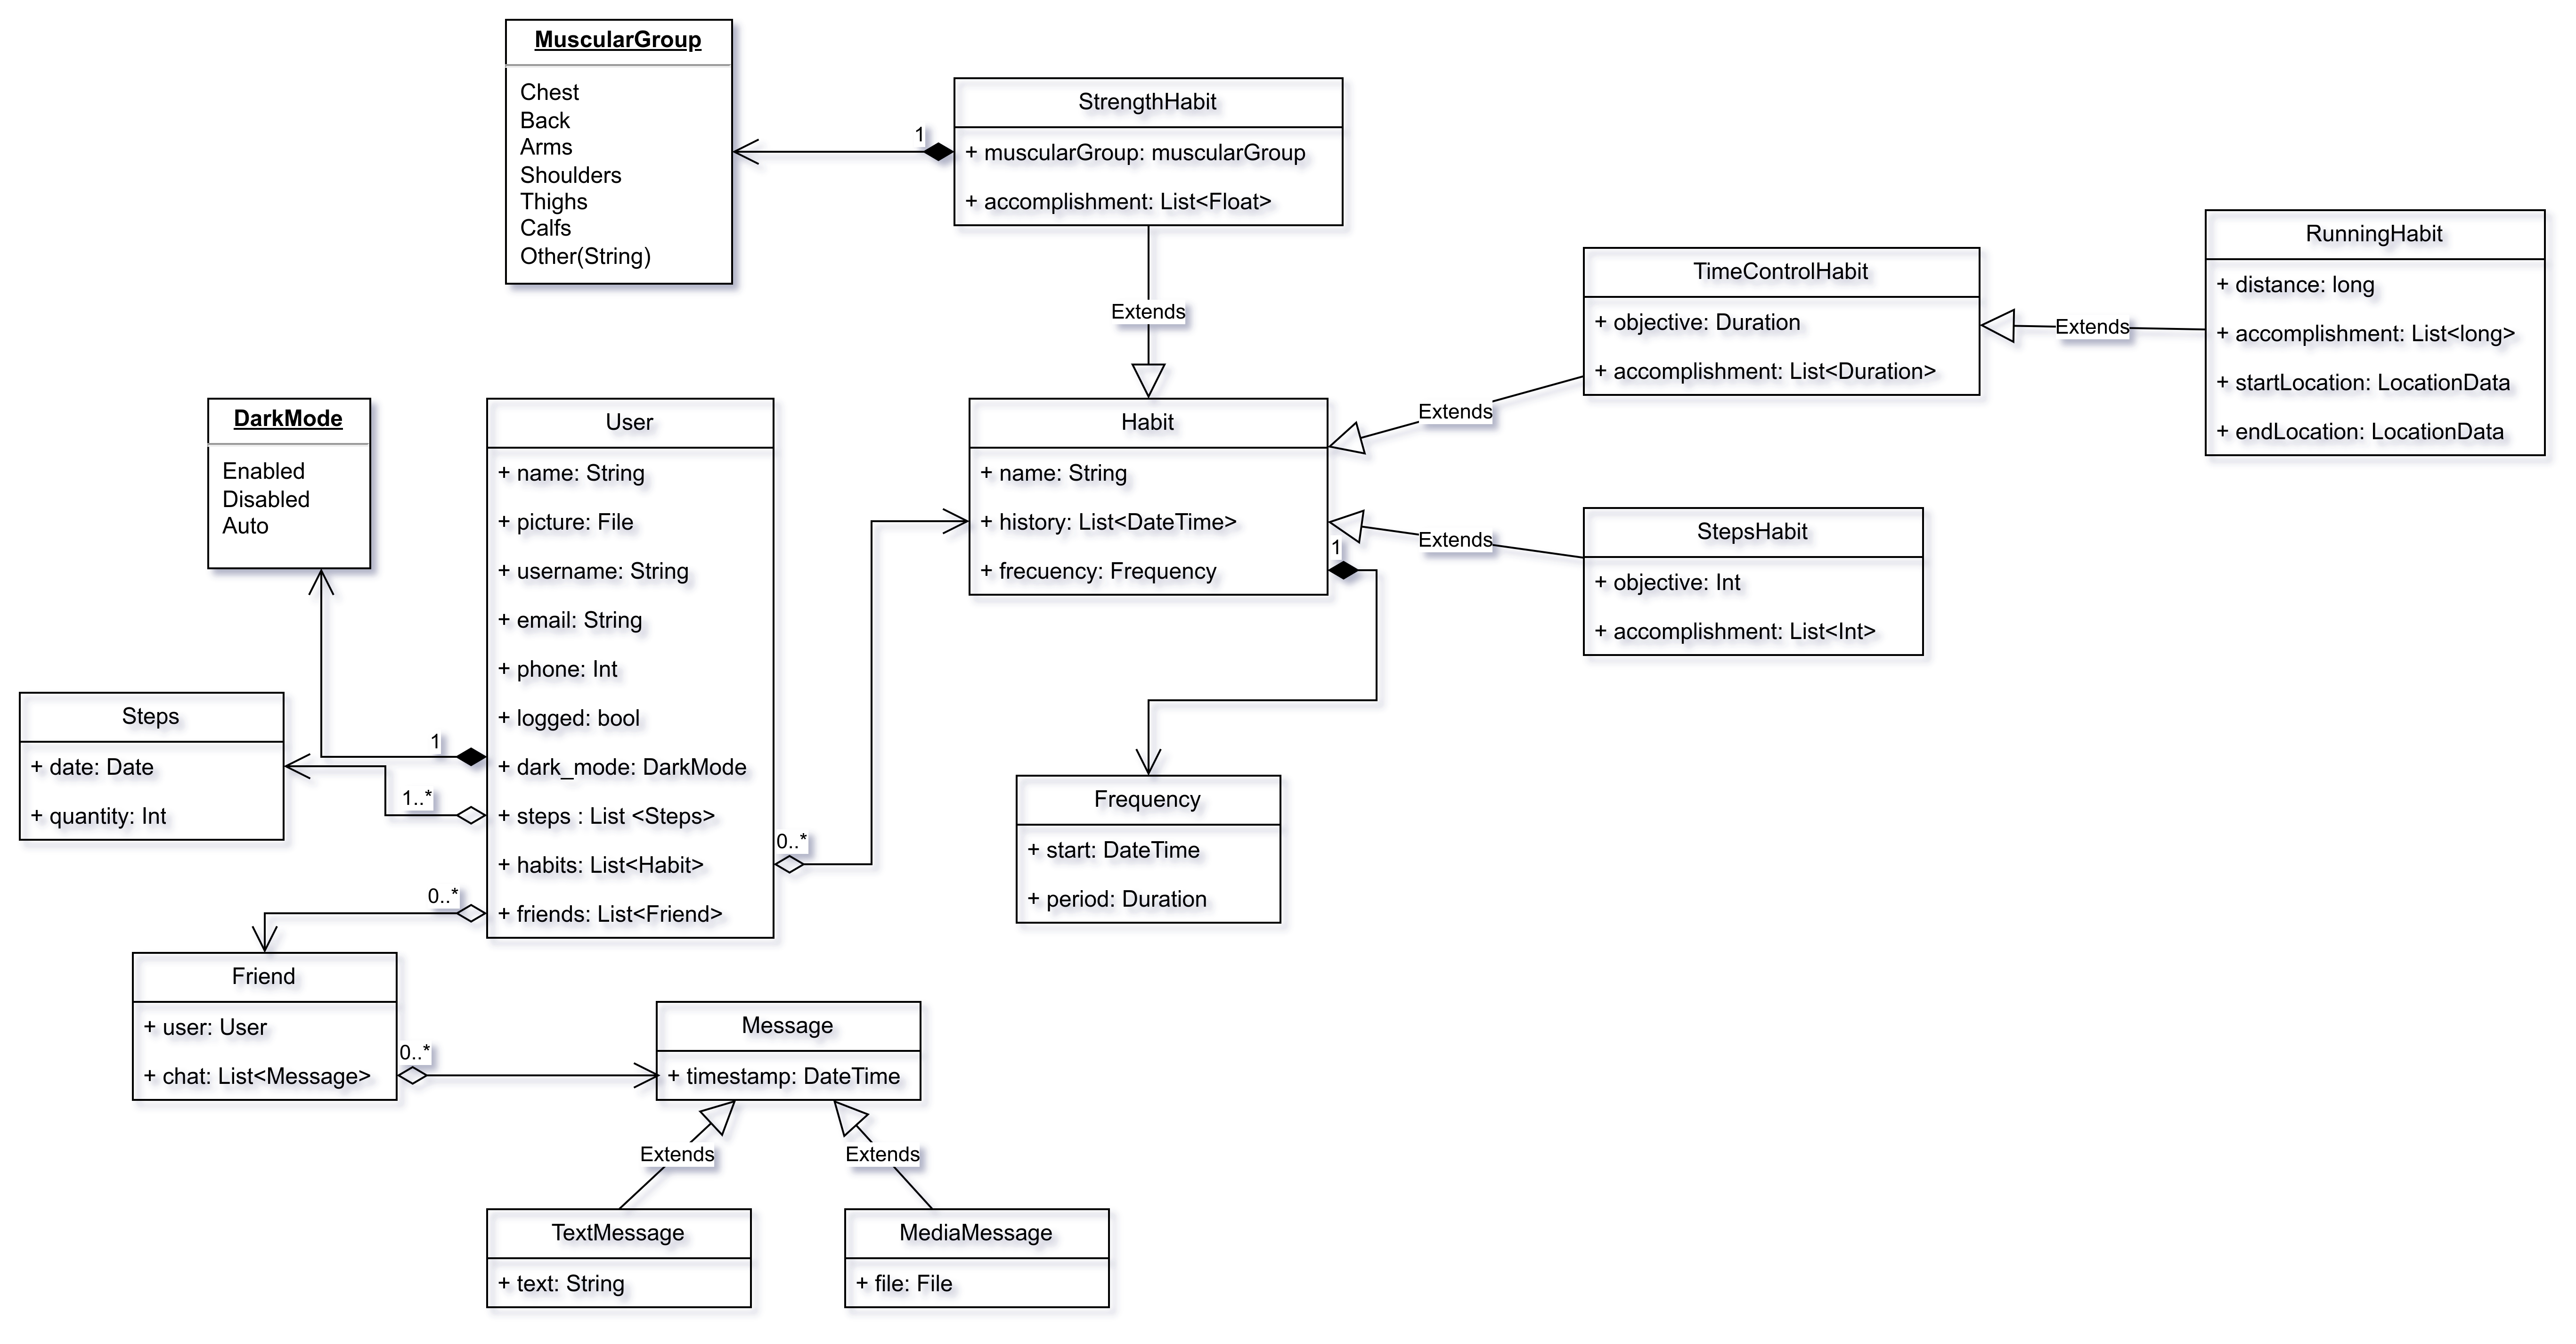 MuscularGroup
Chest
Back
Arms
Shoulders
Thighs
Calfs
Other(String)
1
StrengthHabit
+ muscularGroup: muscularGroup
+ accomplishment: List<Float>
Extends
TimeControlHabit
+ objective: Duration
+ accomplishment: List<Duration>
Extends
RunningHabit
+ distance: long
+ accomplishment: List<long>
+ startLocation: LocationData
+ endLocation: LocationData
DarkMode
Enabled
Disabled
Auto
User
+ name: String
+ picture: File
+ username: String
+ email: String
+ phone: Int
+ logged: bool
+ dark_mode: DarkMode
+ steps : List <Steps>
+ habits: List<Habit>
+ friends: List<Friend>
Habit
+ name: String
+ history: List<DateTime>
+ frecuency: Frequency
Extends
Extends
1
StepsHabit
+ objective: Int
+ accomplishment: List<Int>
Steps
+ date: Date
+ quantity: Int
1
1..*
0..*
0..*
Frequency
+ start: DateTime
+ period: Duration
Friend
+ user: User
+ chat: List<Message>
0..*
Message
+ timestamp: DateTime
Extends
Extends
TextMessage
+ text: String
MediaMessage
+ file: File